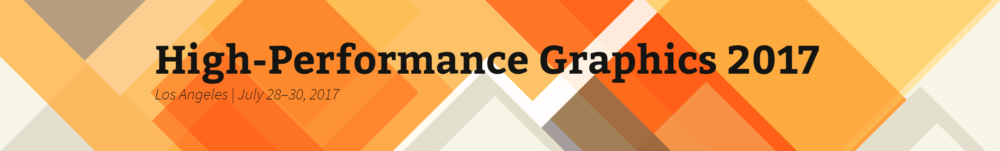 High-Performance Graphics 2017
Los Angeles | July 28–30, 2017